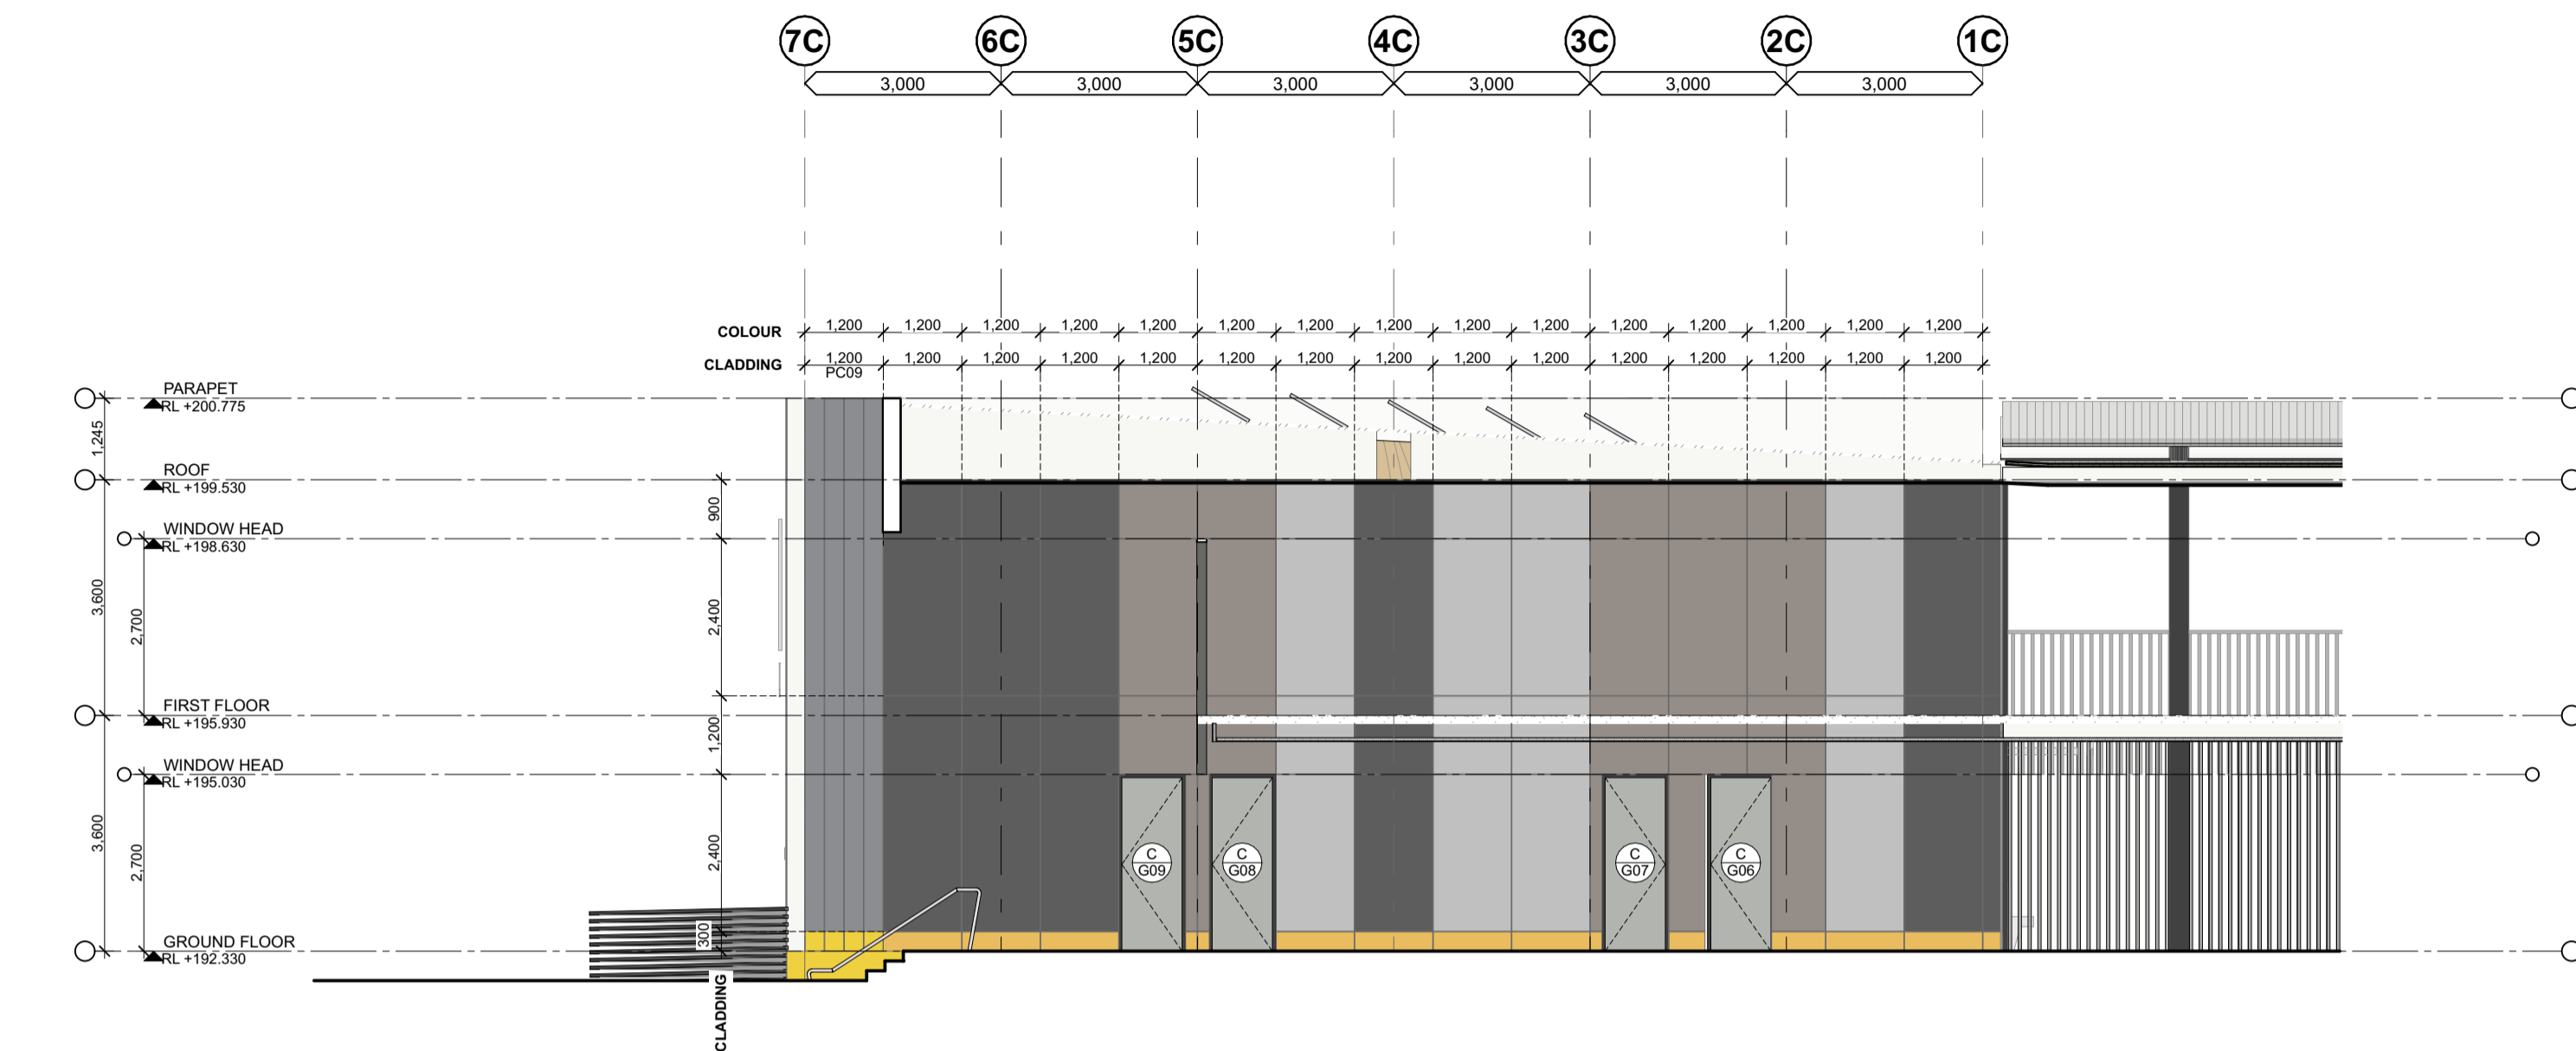 7C 6C 5C 4C 3C 2C 1C
3,000 3,000 3,000 3,000 3,000 3,000
COLOUR 1,200 1,200 1,200 1,200 1,200 1,200 1,200 1,200 1,200 1,200 1,200 1,200 1,200 1,200 1,200
CLADDING 1,200 1,200 1,200 1,200 1,200 1,200 1,200 1,200 1,200 1,200 1,200 1,200 1,200 1,200 1,200
PC09
PARAPET
RL +200.775
1,245
ROOF
RL +199.530
900
WINDOW HEAD
RL +198.630
3,600
2,700
2,400
FIRST FLOOR
RL +195.930
1,200
WINDOW HEAD
RL +195.030
3,600
2,700
2,400
C
G09
C
G08
C
G07
C
G06
300
GROUND FLOOR
RL +192.330
CLADDING